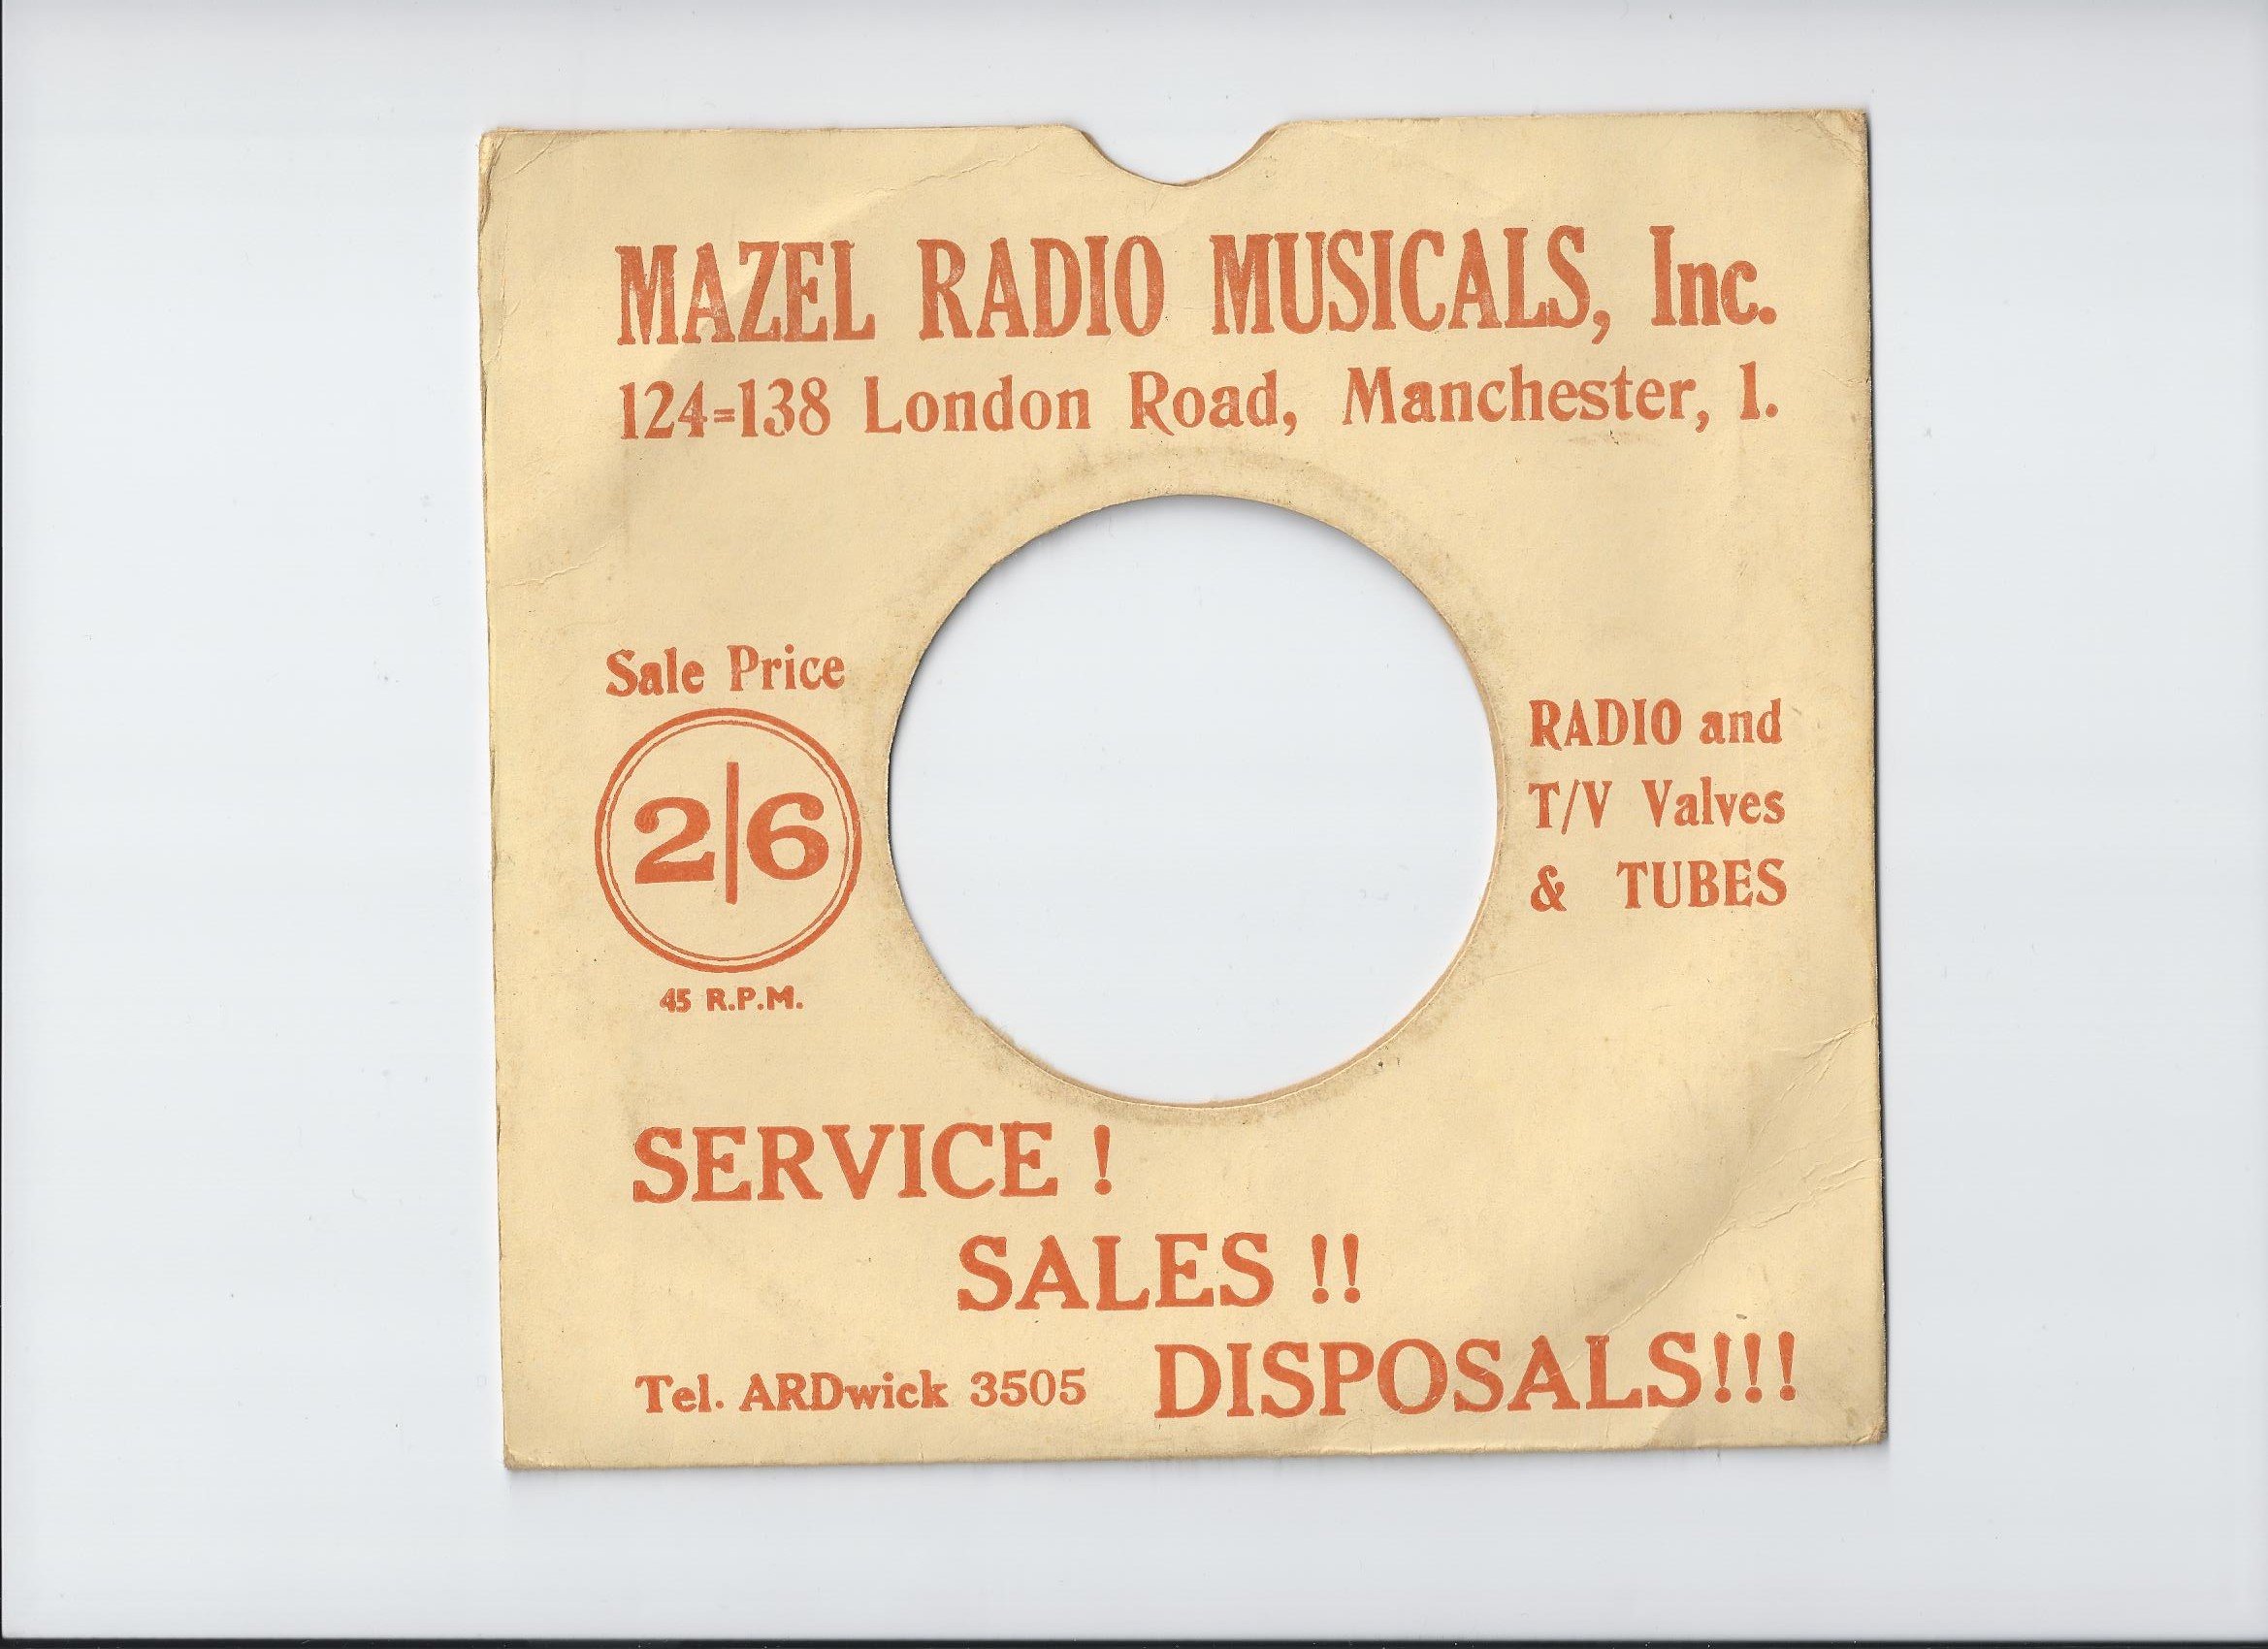 MAZEL RADIO MUSICALS, Inc.
124=138 London Road, Manchester, 1.
Sale Price
2/6
45 R.P.M.
RADIO and
T/V Valves
& TUBES
SERVICE !
SALES !!
DISPOSALS!!!
Tel. ARDwick 3505